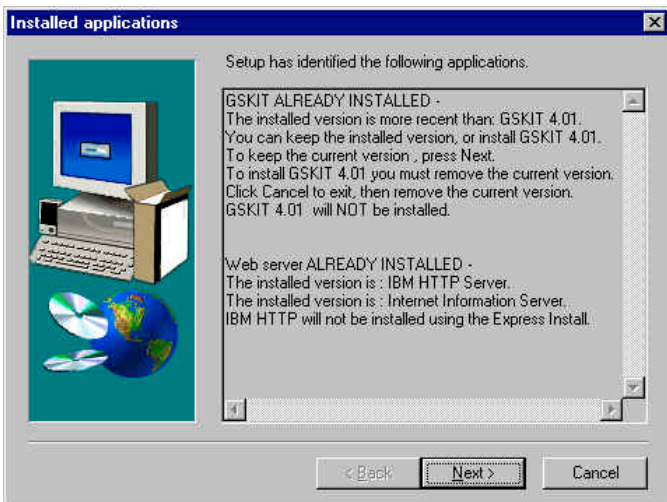 Installed applications
Setup has identified the following applications.
GSKIT ALREADY INSTALLED -
The installed version is more recent than: GSKIT 4.01.
You can keep the installed version, or install GSKIT 4.01.
To keep the current version , press Next.
To install GSKIT 4.01 you must remove the current version.
Click Cancel to exit, then remove the current version.
GSKIT 4.01  will NOT be installed.
Web server ALREADY INSTALLED -
The installed version is : IBM HTTP Server.
The installed version is : Internet Information Server.
IBM HTTP will not be installed using the Express Install.
< Back
Next >
Cancel